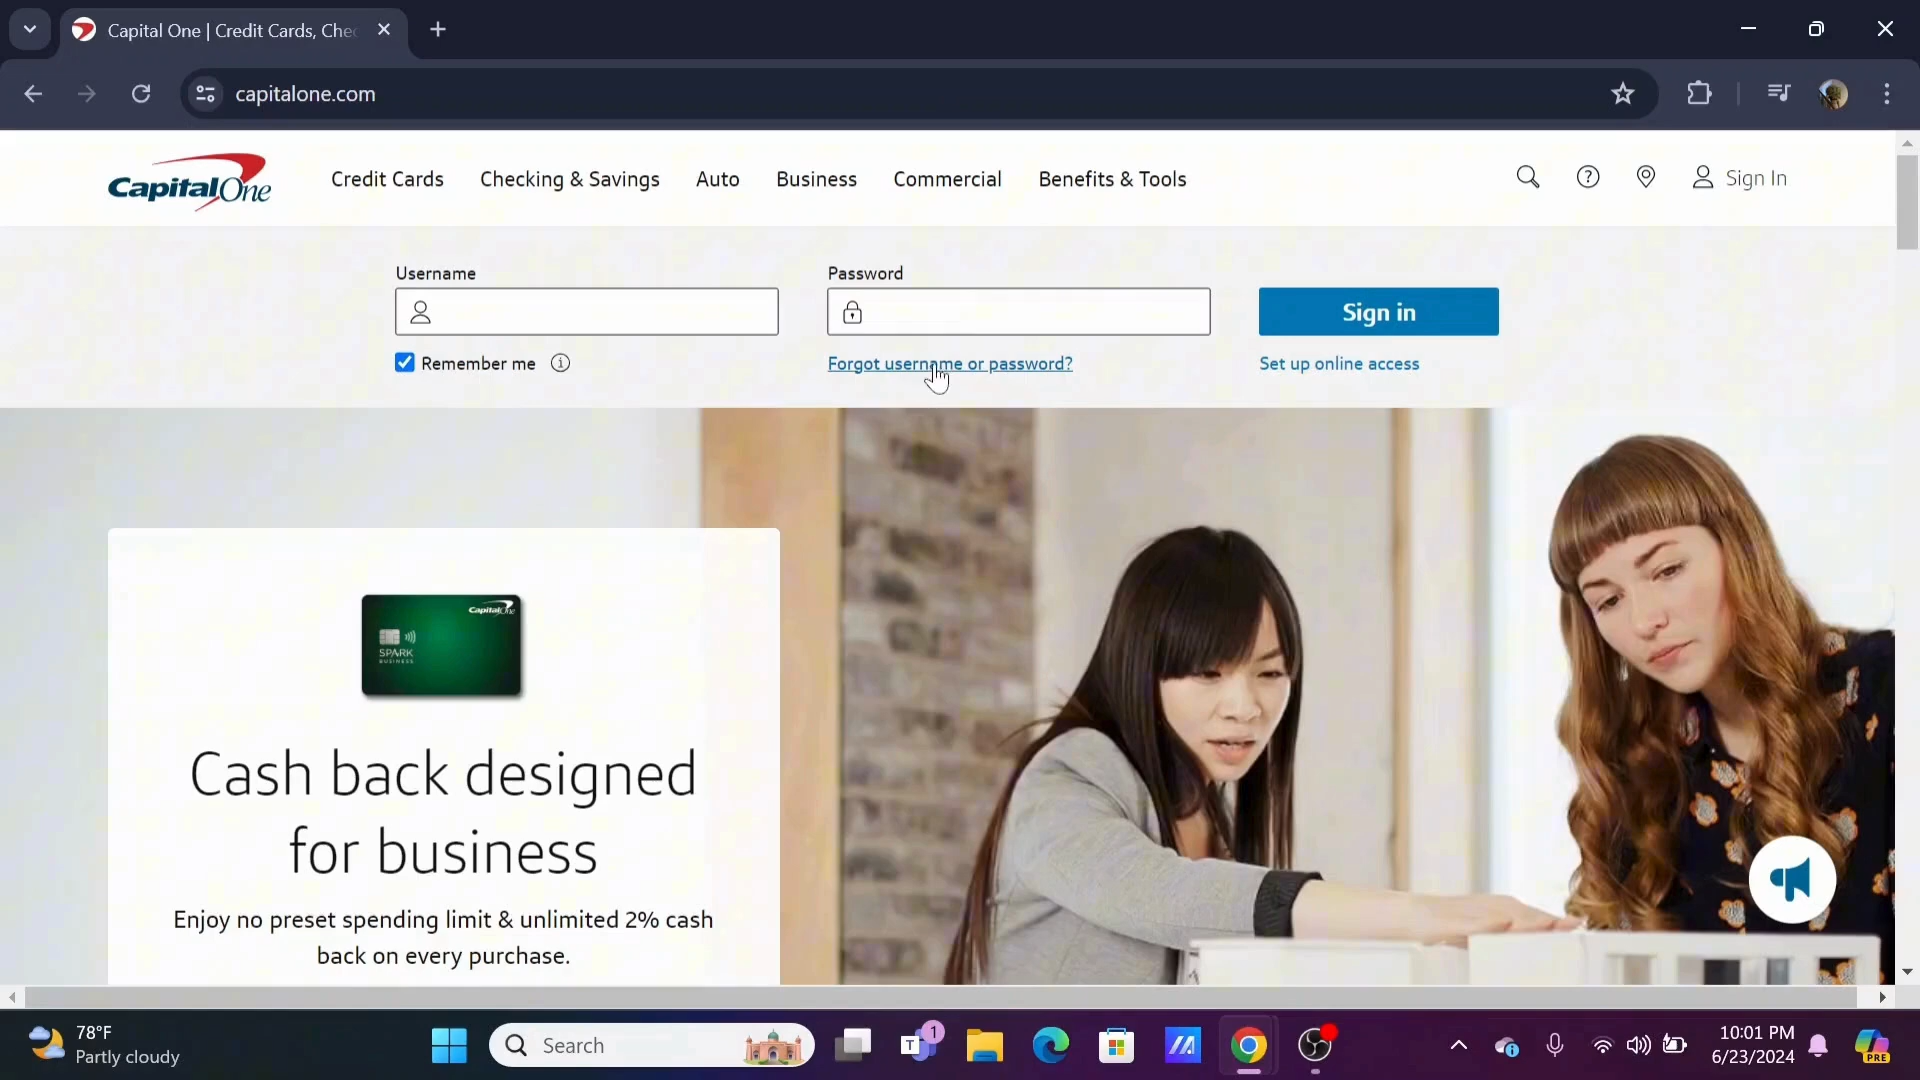 Capital One | Credit Cards, Che
capitalone.com
Capital One
Credit Cards
Checking & Savings
Auto
Business
Commercial
Benefits & Tools
Sign In
Username
Password
Sign in
Remember me
Forgot username or password?
Set up online access
Capital One
SPARK
BUSINESS
Cash back designed
for business
Enjoy no preset spending limit & unlimited 2% cash
back on every purchase.
78°F
Partly cloudy
Search
T
1
PRE
10:01 PM
6/23/2024